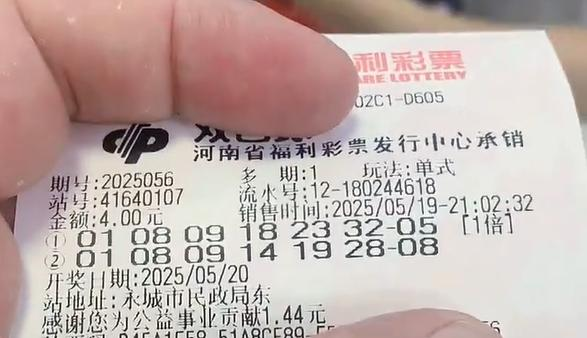 利彩票
ARE LOTTERY
02C1-D605
河南省福利彩票发行中心承销
期号:2025056 多 期:1 玩法:单式
站号:41640107 流水号:12-180244618
金额:4.00元 销售时间:2025/05/19-21:02:32
① 01 08 09 18 23 32-05 [1倍]
② 01 08 09 14 19 28-08
开奖日期:2025/05/20
站地址:永城市民政局东
感谢您为公益事业贡献1.44元